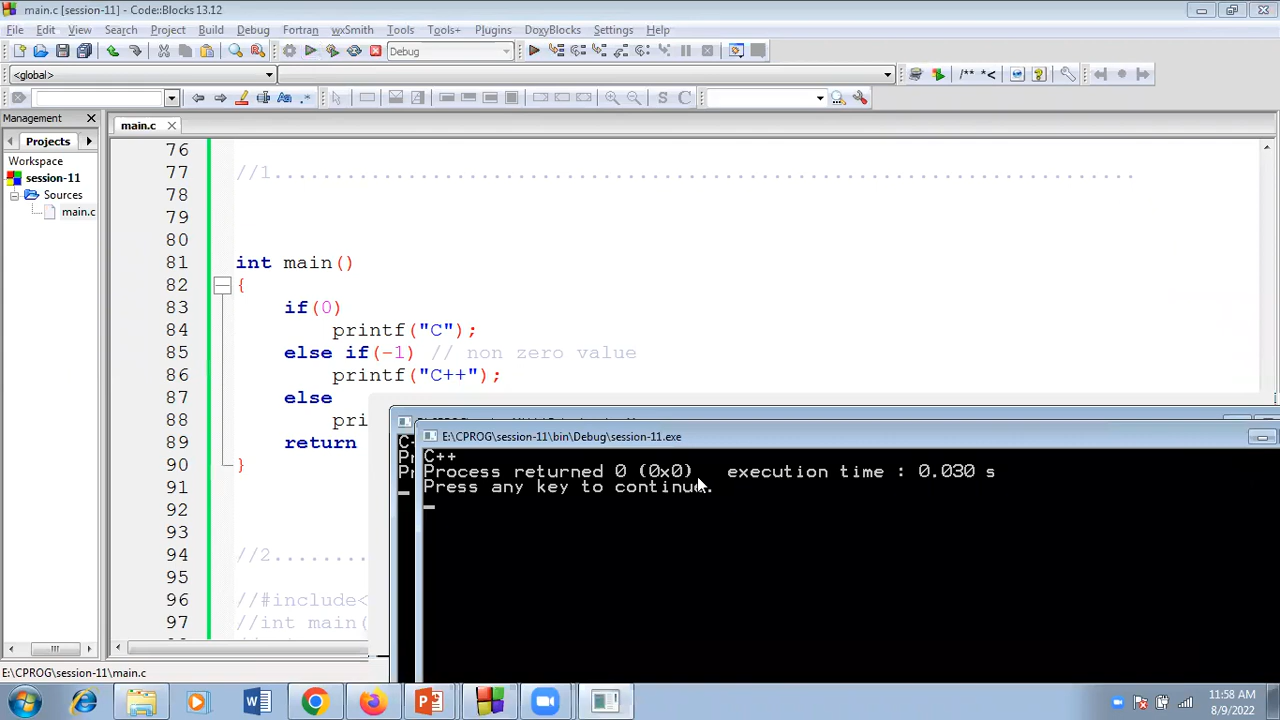 main.c [session-11] - Code::Blocks 13.12
File Edit View Search Project Build Debug Fortran wxSmith Tools Tools+ Plugins DoxyBlocks Settings Help
Debug
<global>
/** *<
S C
Management
main.c
Projects
Workspace
session-11
Sources
main.c
76
77 //1.......................................................................
78
79
80
81 int main()
82 {
83 if(0)
84 printf("C");
85 else if(-1) // non zero value
86 printf("C++");
87 else
88 pri
89 return
90 }
91
92
93
94 //2........
95
96 //#include<
97 //int main(
E:\CPROG\session-11\bin\Debug\session-11.exe
C++
Process returned 0 (0x0) execution time : 0.030 s
Press any key to continue.
E:\CPROG\session-11\main.c
11:58 AM
8/9/2022